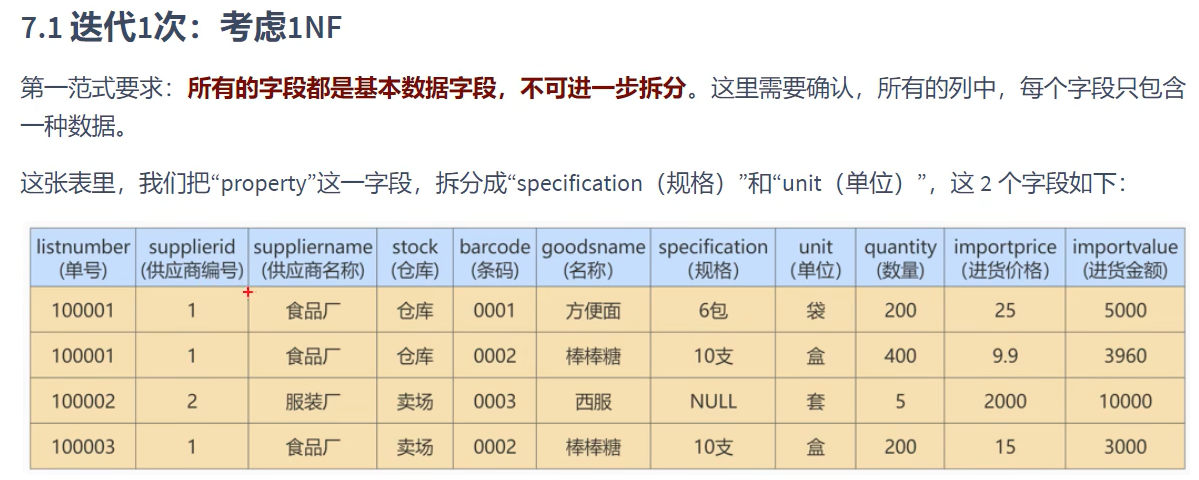 7.1 迭代1次：考虑1NF
第一范式要求：所有的字段都是基本数据字段，不可进一步拆分。这里需要确认，所有的列中，每个字段只包含
一种数据。
这张表里，我们把“property”这一字段，拆分成“specification（规格）”和“unit（单位）”，这 2 个字段如下：
listnumber supplierid suppliername stock barcode goodsname specification unit quantity importprice importvalue
(单号) (供应商编号) (供应商名称) (仓库) (条码) (名称) (规格) (单位) (数量) (进货价格) (进货金额)
100001 1 食品厂 仓库 0001 方便面 6包 袋 200 25 5000
100001 1 食品厂 仓库 0002 棒棒糖 10支 盒 400 9.9 3960
100002 2 服装厂 卖场 0003 西服 NULL 套 5 2000 10000
100003 1 食品厂 卖场 0002 棒棒糖 10支 盒 200 15 3000